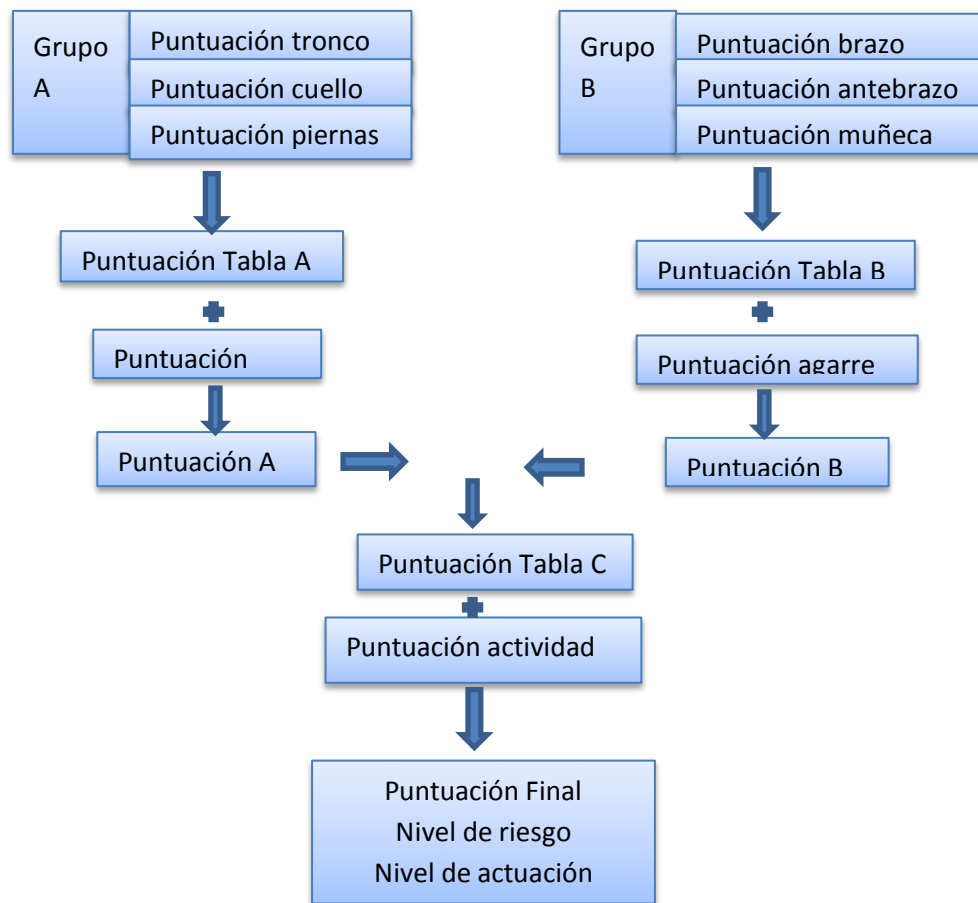 Grupo
A
Puntuación tronco
Puntuación cuello
Puntuación piernas
Grupo
B
Puntuación brazo
Puntuación antebrazo
Puntuación muñeca
Puntuación Tabla A
Puntuación Tabla B
Puntuación
Puntuación agarre
Puntuación A
Puntuación B
Puntuación Tabla C
Puntuación actividad
Puntuación Final
Nivel de riesgo
Nivel de actuación